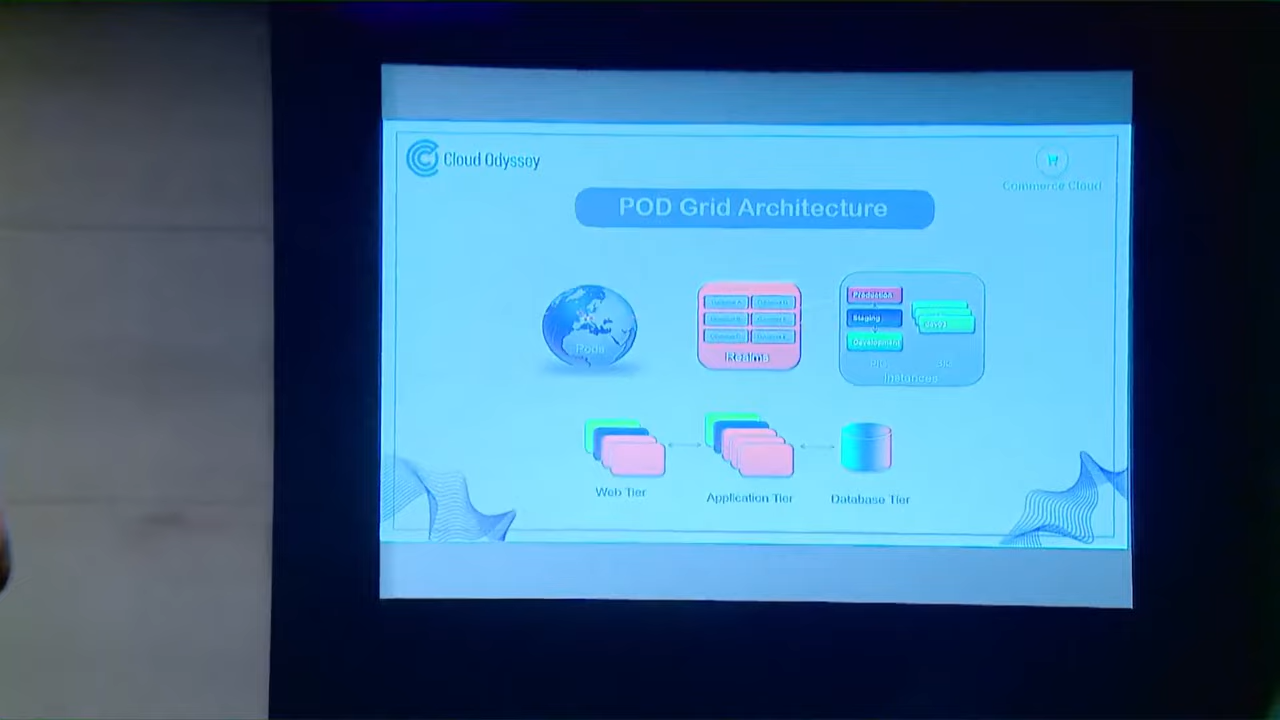 Cloud Odyssey
Commerce Cloud
POD Grid Architecture
Pods
Realms
Production
Staging
Development
Instances
Web Tier
Application Tier
Database Tier